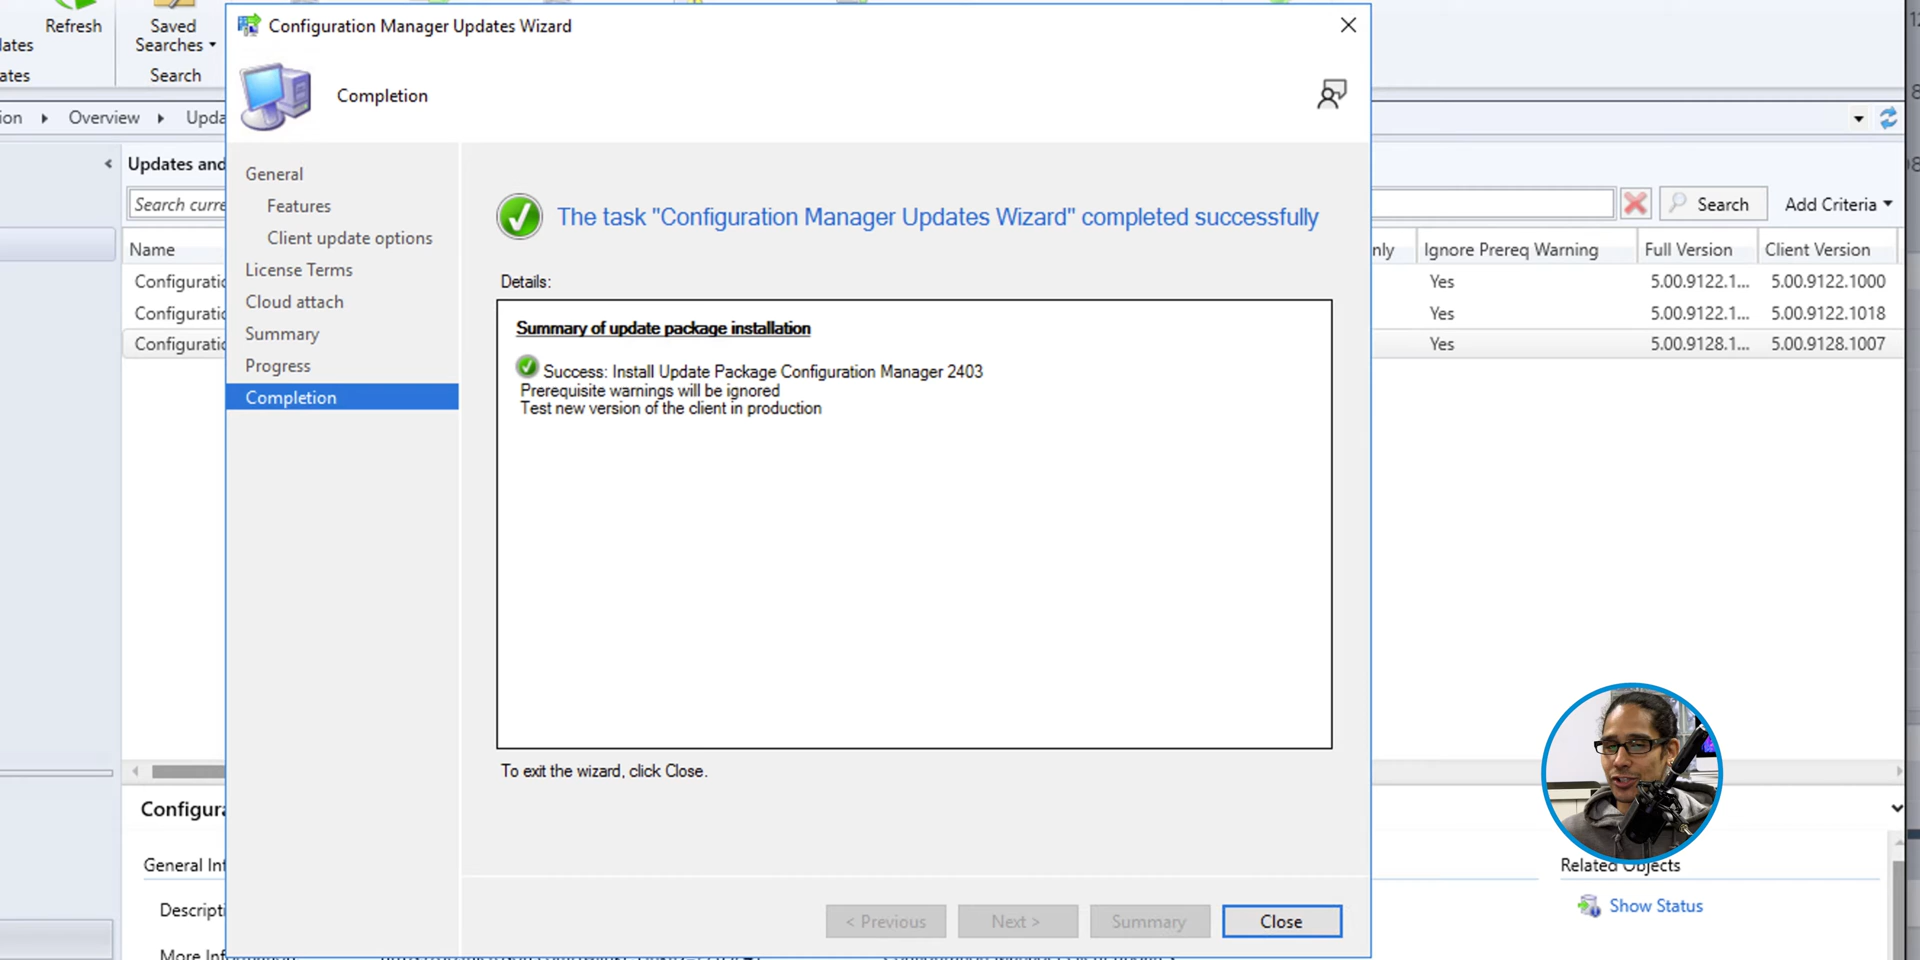 Refresh
Saved
Searches
Search
Configuration Manager Updates Wizard
Completion
Overview
General
Features
Client update options
License Terms
Cloud attach
Summary
Progress
Completion
The task "Configuration Manager Updates Wizard" completed successfully
Details:
Summary of update package installation
Success: Install Update Package Configuration Manager 2403
Prerequisite warnings will be ignored
Test new version of the client in production
To exit the wizard, click Close.
< Previous
Next >
Summary
Close
Updates and
Search
Add Criteria
Name
Ignore Prereq Warning
Full Version
Client Version
Yes 5.00.9122.1... 5.00.9122.1000
Yes 5.00.9122.1... 5.00.9122.1018
Yes 5.00.9128.1... 5.00.9128.1007
Related Objects
Show Status